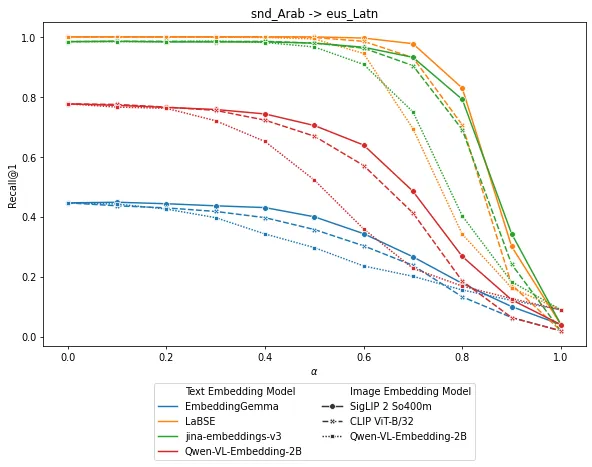 snd_Arab -> eus_Latn
Recall@1
1.0
0.8
0.6
0.4
0.2
0.0
0.0 0.2 0.4 0.6 0.8 1.0
α
Text Embedding Model
EmbeddingGemma
LaBSE
jina-embeddings-v3
Qwen-VL-Embedding-2B
Image Embedding Model
SigLIP 2 So400m
CLIP ViT-B/32
Qwen-VL-Embedding-2B